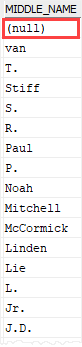 MIDDLE_NAME
(null)
van
T.
Stiff
S.
R.
Paul
P.
Noah
Mitchell
McCormick
Linden
Lie
L.
Jr.
J.D.